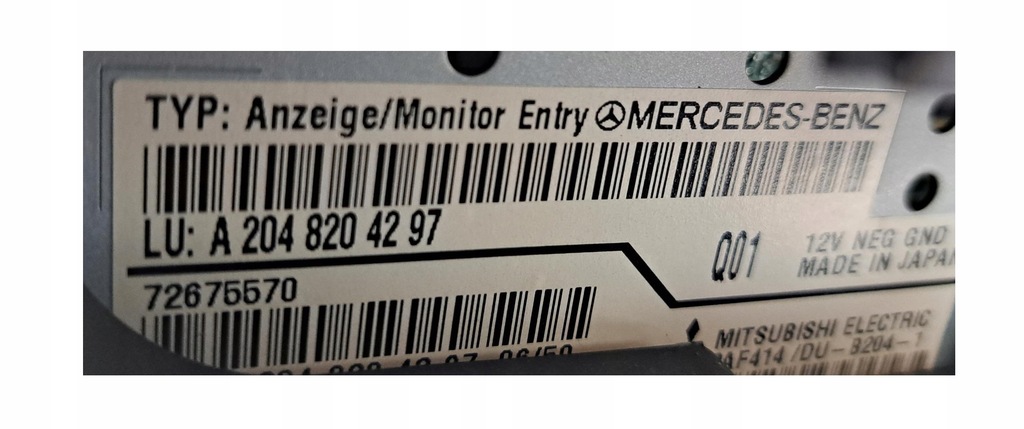 TYP: Anzeige/Monitor Entry MERCEDES-BENZ
LU: A 204 820 42 97
Q01
12V NEG GND
MADE IN JAPAN
72675570
MITSUBISHI ELECTRIC
/DU-B204-1